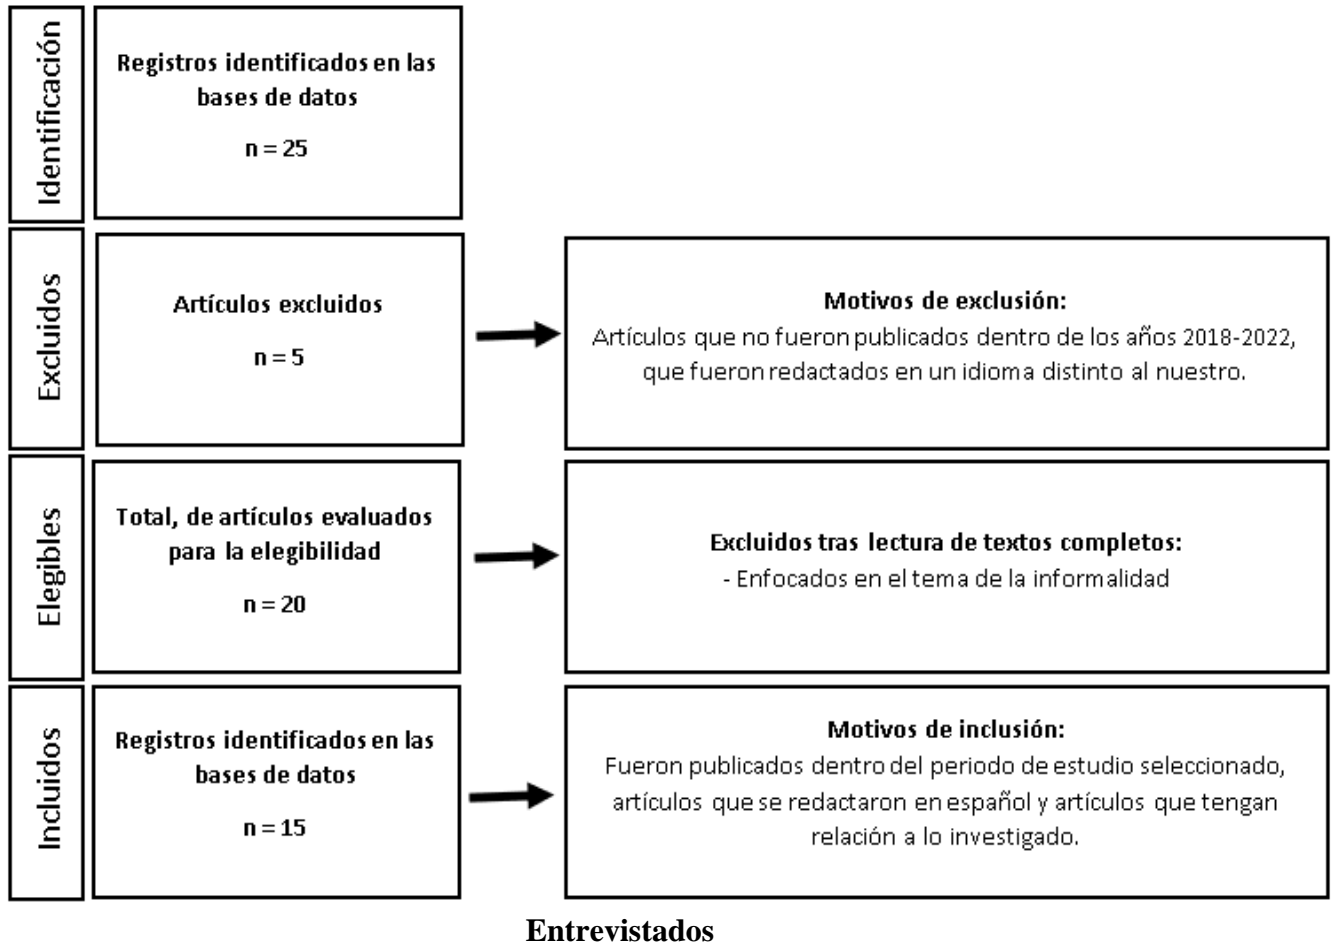 Identificación
Registros identificados en las
bases de datos
n = 25
Excluidos
Artículos excluidos
n = 5
Motivos de exclusión:
Artículos que no fueron publicados dentro de los años 2018-2022,
que fueron redactados en un idioma distinto al nuestro.
Elegibles
Total, de artículos evaluados
para la elegibilidad
n = 20
Excluidos tras lectura de textos completos:
- Enfocados en el tema de la informalidad
Incluidos
Registros identificados en las
bases de datos
n = 15
Motivos de inclusión:
Fueron publicados dentro del periodo de estudio seleccionado,
artículos que se redactaron en español y artículos que tengan
relación a lo investigado.
Entrevistados